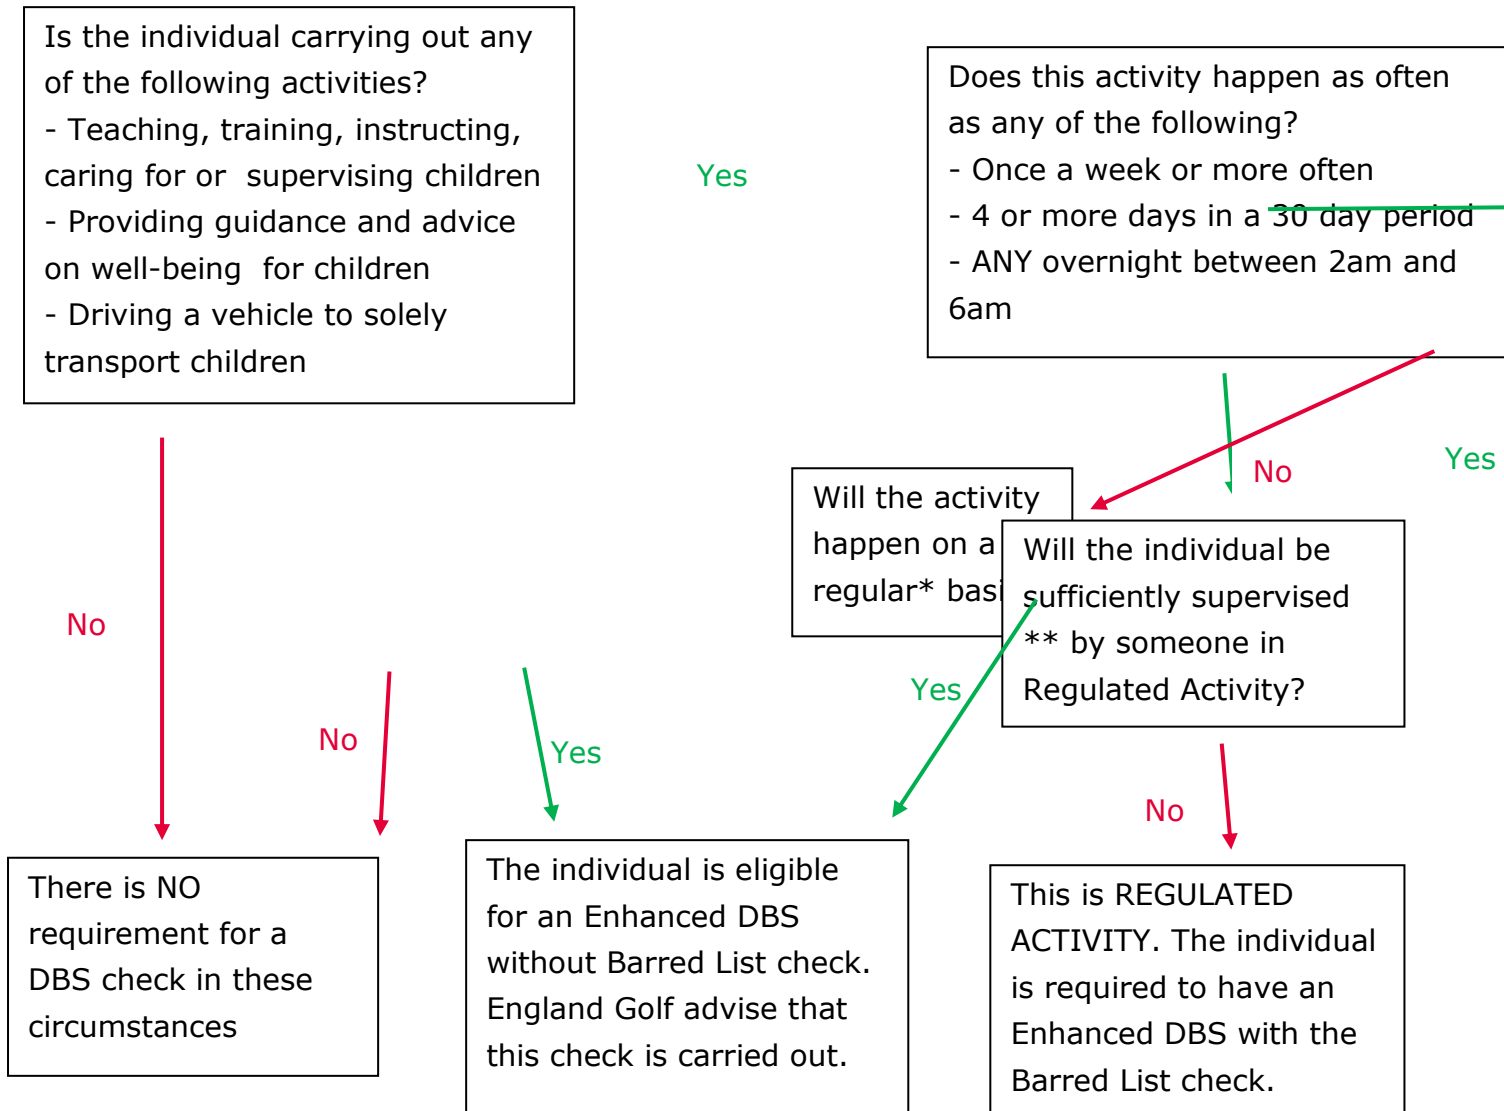 Is the individual carrying out any
of the following activities?
- Teaching, training, instructing,
caring for or supervising children
- Providing guidance and advice
on well-being for children
- Driving a vehicle to solely
transport children
Yes
Does this activity happen as often
as any of the following?
- Once a week or more often
- 4 or more days in a 30 day period
- ANY overnight between 2am and
6am
No
Yes
Will the activity
happen on a
regular* basi
Will the individual be
sufficiently supervised
** by someone in
Regulated Activity?
No
No
Yes
Yes
No
There is NO
requirement for a
DBS check in these
circumstances
The individual is eligible
for an Enhanced DBS
without Barred List check.
England Golf advise that
this check is carried out.
This is REGULATED
ACTIVITY. The individual
is required to have an
Enhanced DBS with the
Barred List check.